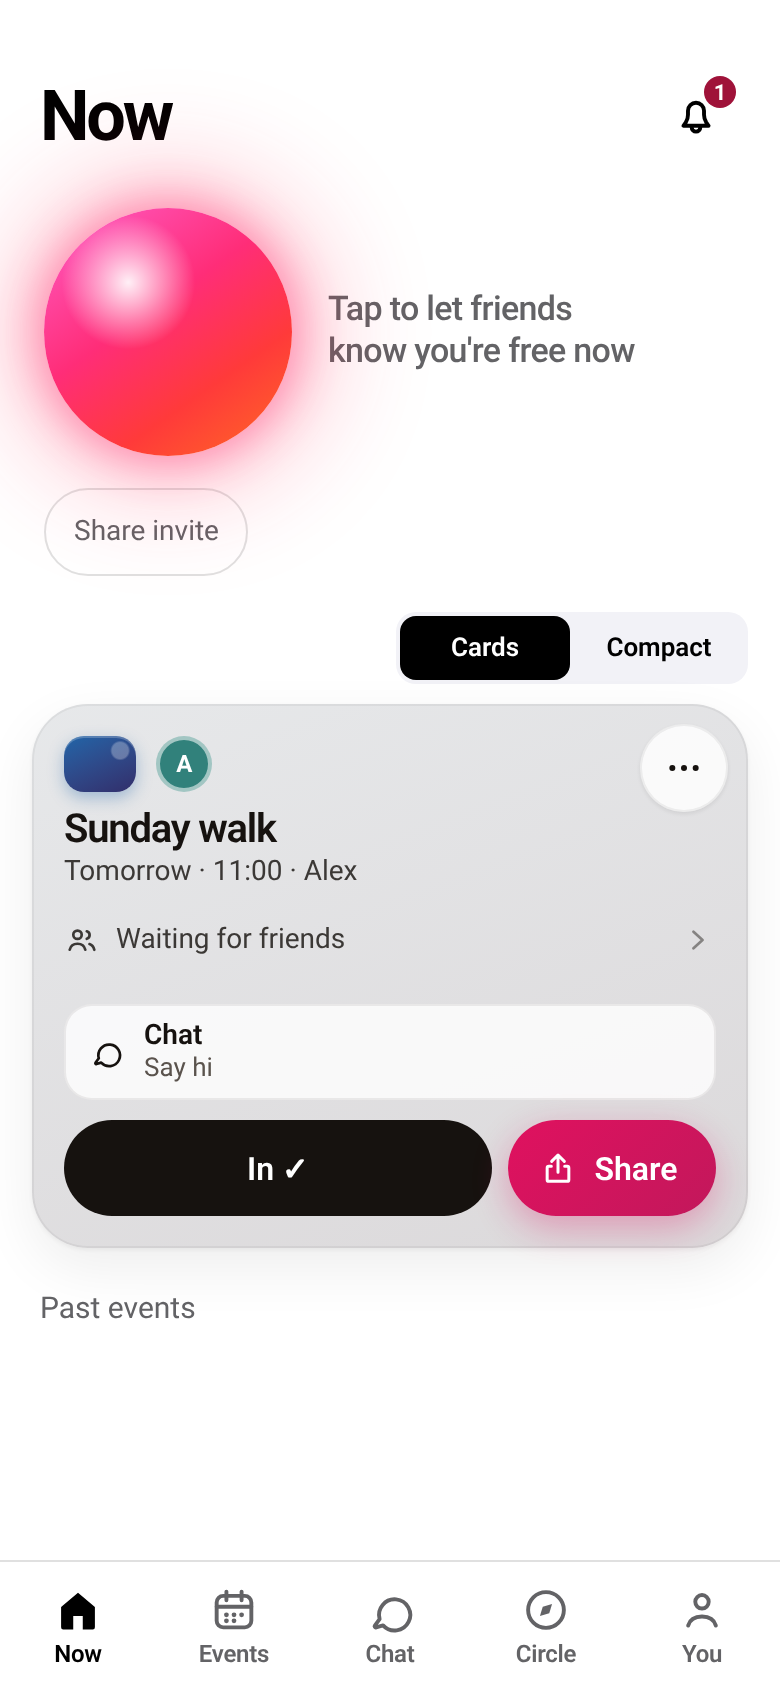 Now
1
Tap to let friends
know you're free now
Share invite
Cards
Compact
A
Sunday walk
Tomorrow · 11:00 · Alex
Waiting for friends
Chat
Say hi
In ✓
Share
Past events
Now
Events
Chat
Circle
You